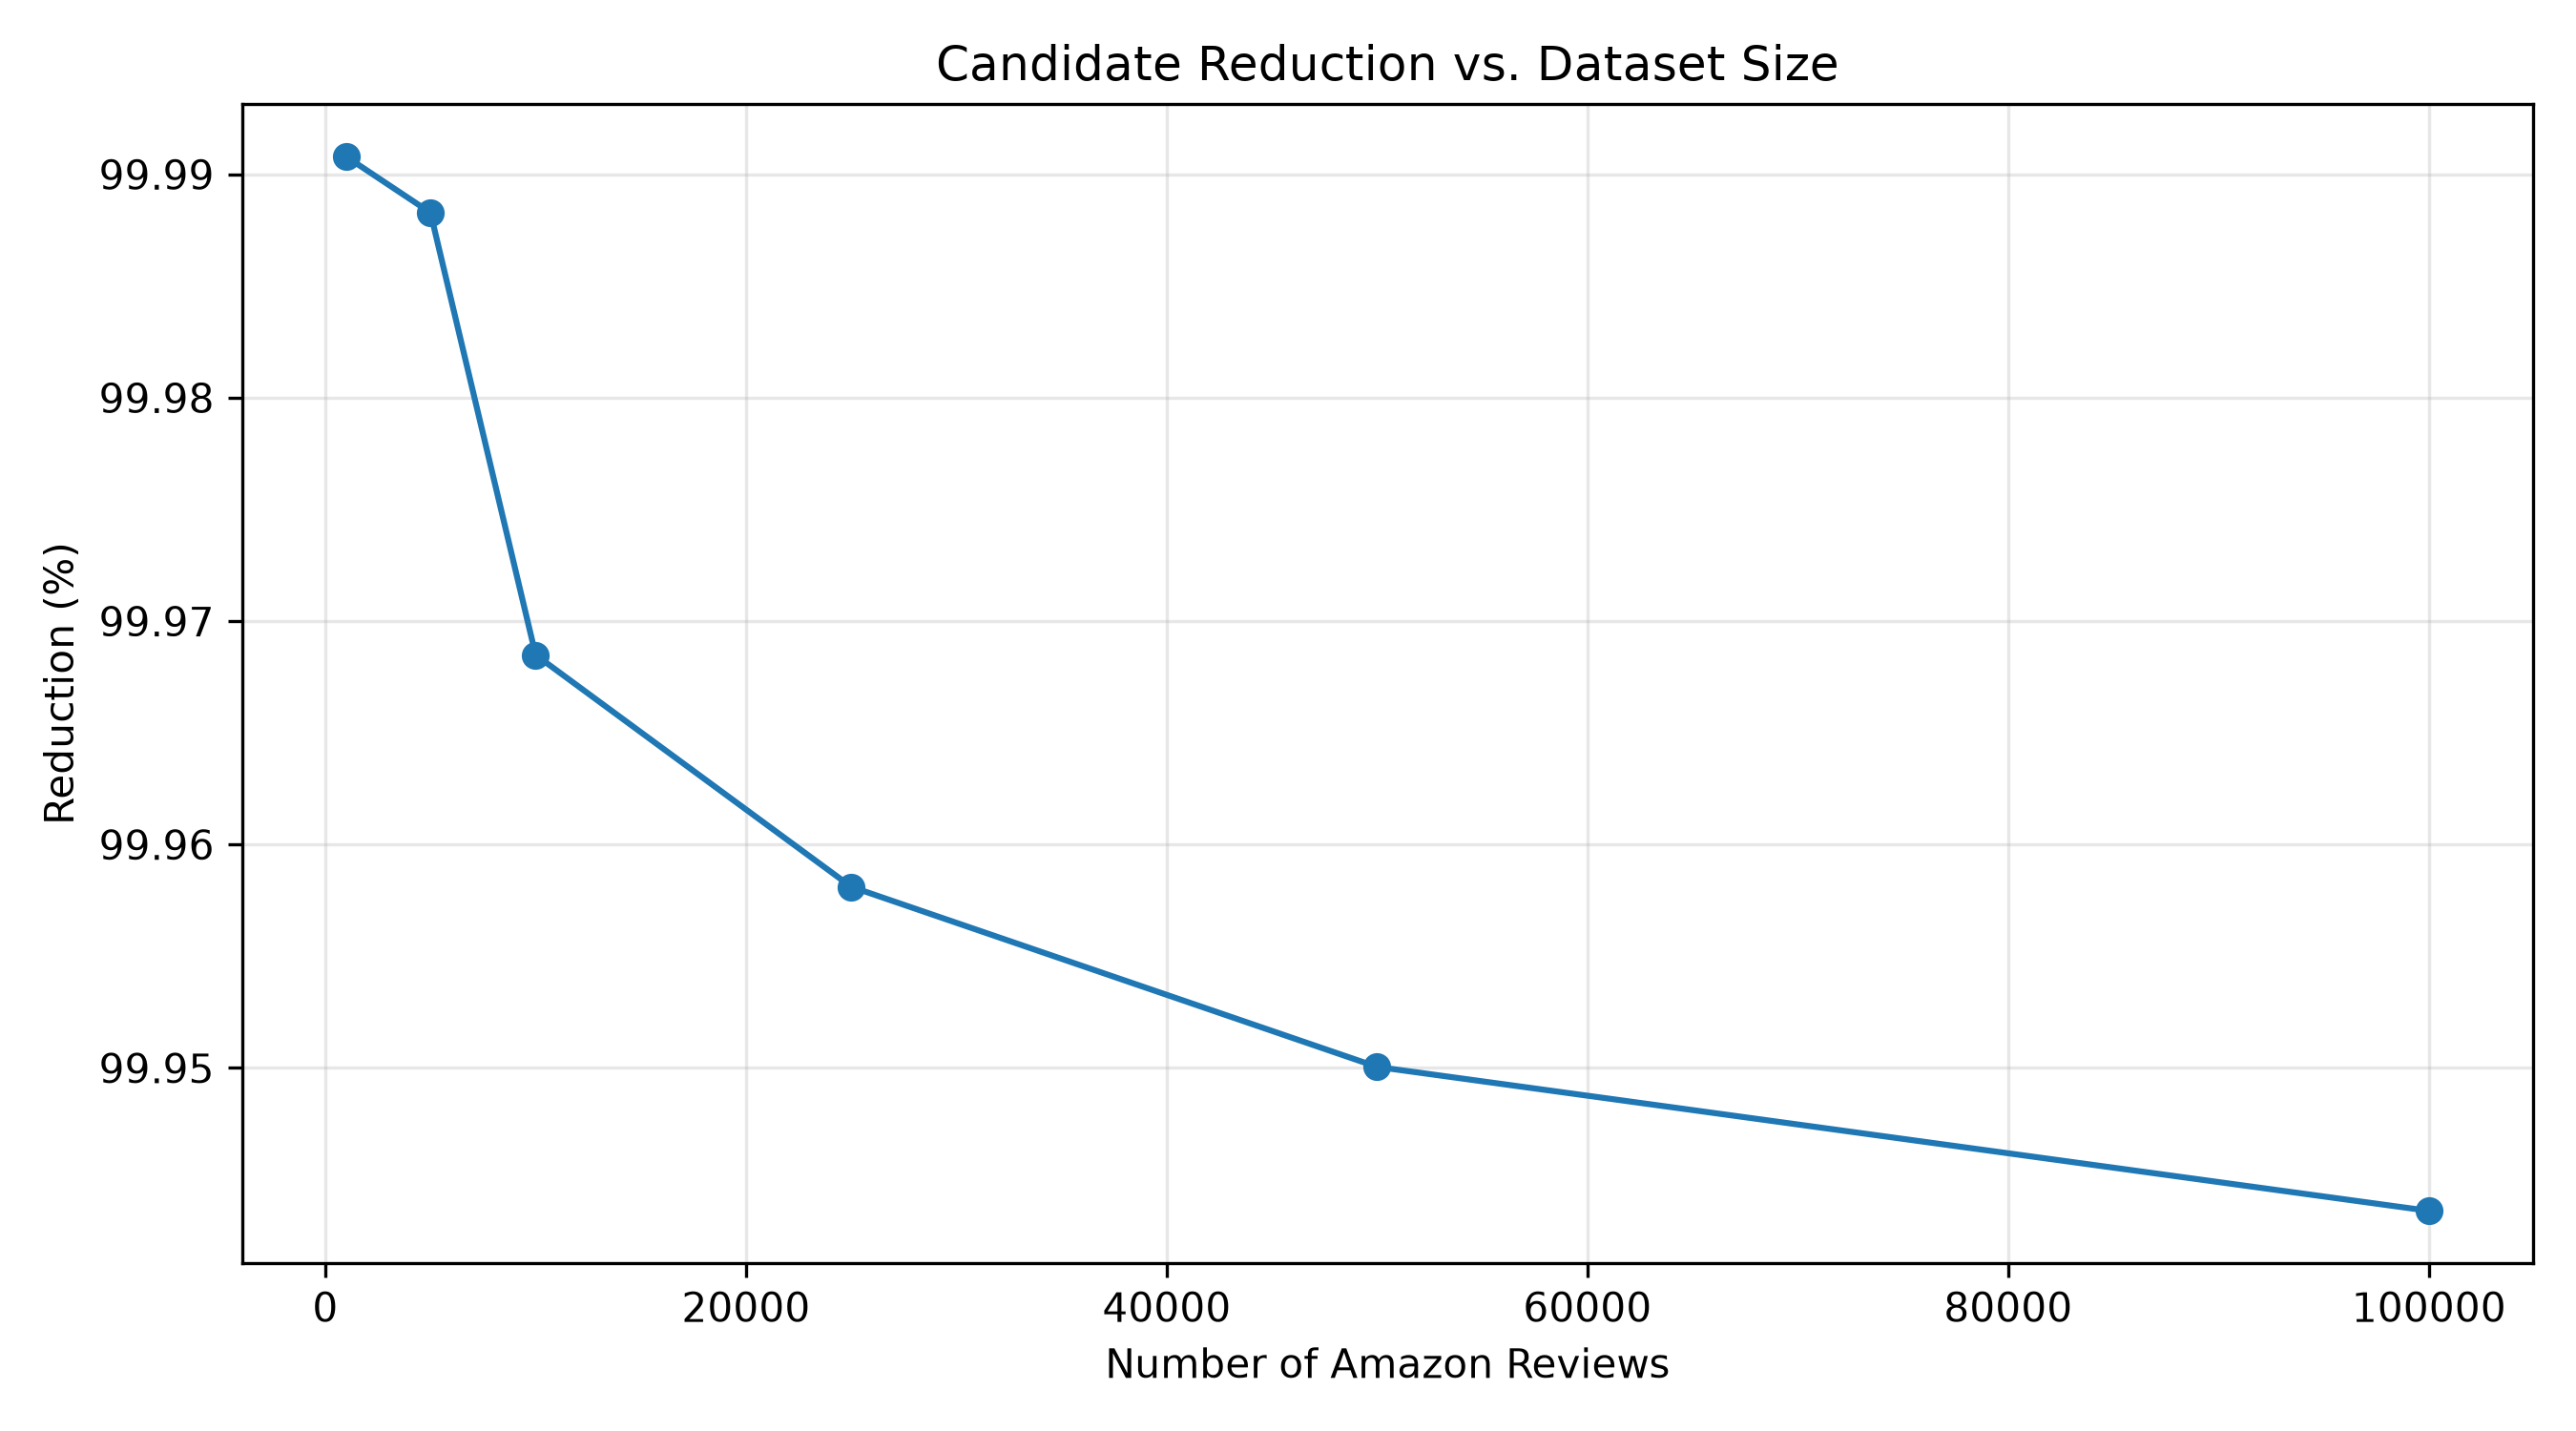 Candidate Reduction vs. Dataset Size
Reduction (%)
99.99
99.98
99.97
99.96
99.95
0 20000 40000 60000 80000 100000
Number of Amazon Reviews